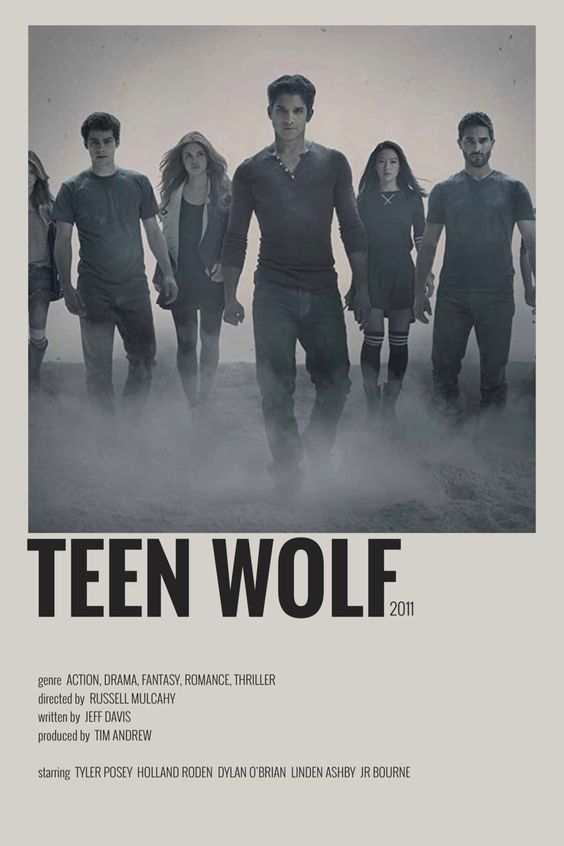 TEEN WOLF 2011
genre ACTION, DRAMA, FANTASY, ROMANCE, THRILLER
directed by RUSSELL MULCAHY
written by JEFF DAVIS
produced by TIM ANDREW
starring TYLER POSEY HOLLAND RODEN DYLAN O'BRIAN LINDEN ASHBY JR BOURNE